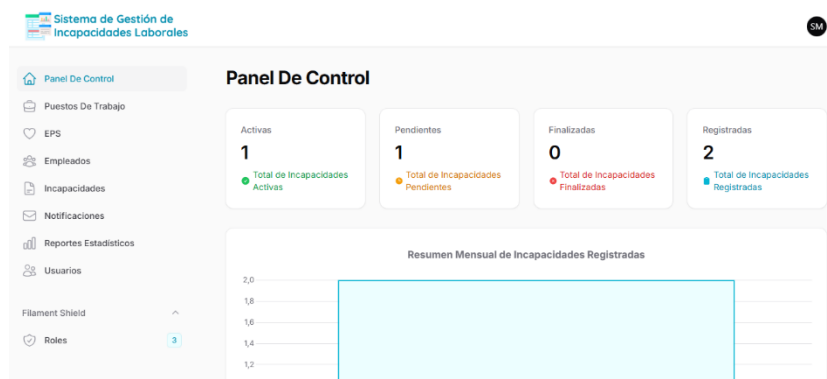 Sistema de Gestión de
Incapacidades Laborales
SM
Panel De Control
Puestos De Trabajo
EPS
Empleados
Incapacidades
Notificaciones
Reportes Estadísticos
Usuarios
Filament Shield
Roles
3
Panel De Control
Activas
1
Total de Incapacidades
Activas
Pendientes
1
Total de Incapacidades
Pendientes
Finalizadas
0
Total de Incapacidades
Finalizadas
Registradas
2
Total de Incapacidades
Registradas
Resumen Mensual de Incapacidades Registradas
2,0
1,8
1,6
1,4
1,2